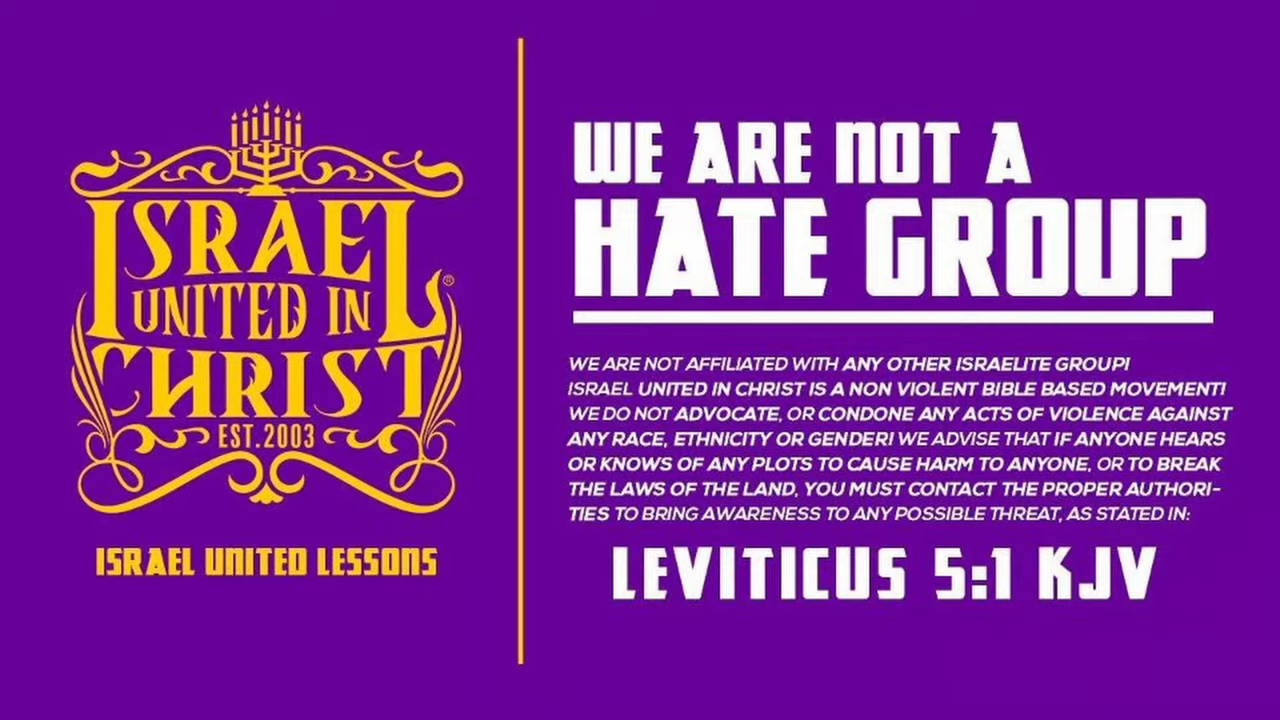 ISRAEL
UNITED IN
CHRIST
®
EST.2003
ISRAEL UNITED LESSONS
WE ARE NOT A
HATE GROUP
WE ARE NOT AFFILIATED WITH ANY OTHER ISRAELITE GROUP!
ISRAEL UNITED IN CHRIST IS A NON VIOLENT BIBLE BASED MOVEMENT!
WE DO NOT ADVOCATE, OR CONDONE ANY ACTS OF VIOLENCE AGAINST
ANY RACE, ETHNICITY OR GENDER! WE ADVISE THAT IF ANYONE HEARS
OR KNOWS OF ANY PLOTS TO CAUSE HARM TO ANYONE, OR TO BREAK
THE LAWS OF THE LAND, YOU MUST CONTACT THE PROPER AUTHORI-
TIES TO BRING AWARENESS TO ANY POSSIBLE THREAT, AS STATED IN:
LEVITICUS 5:1 KJV